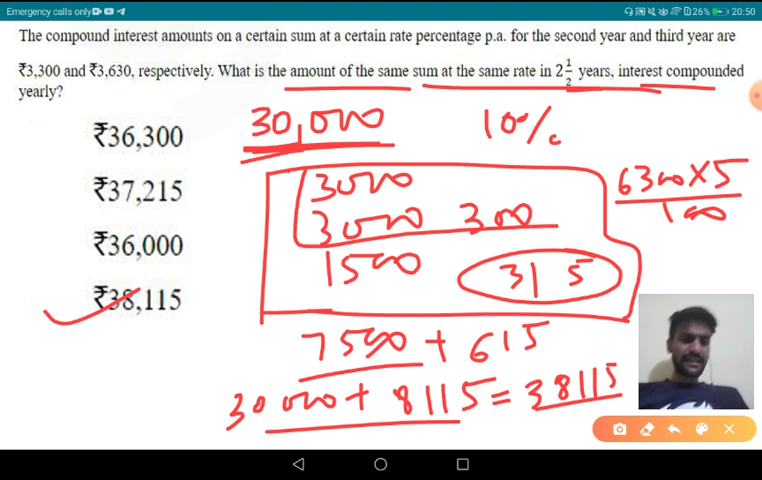 Emergency calls only 26% 20:50
The compound interest amounts on a certain sum at a certain rate percentage p.a. for the second year and third year are
₹3,300 and ₹3,630, respectively. What is the amount of the same sum at the same rate in 2 1/2 years, interest compounded
yearly?
₹36,300
₹37,215
₹36,000
₹38,115
30,000 10%
3000
3000 300
1500 315
6300×5/100
7500 + 615
30000 + 8115 = 38115